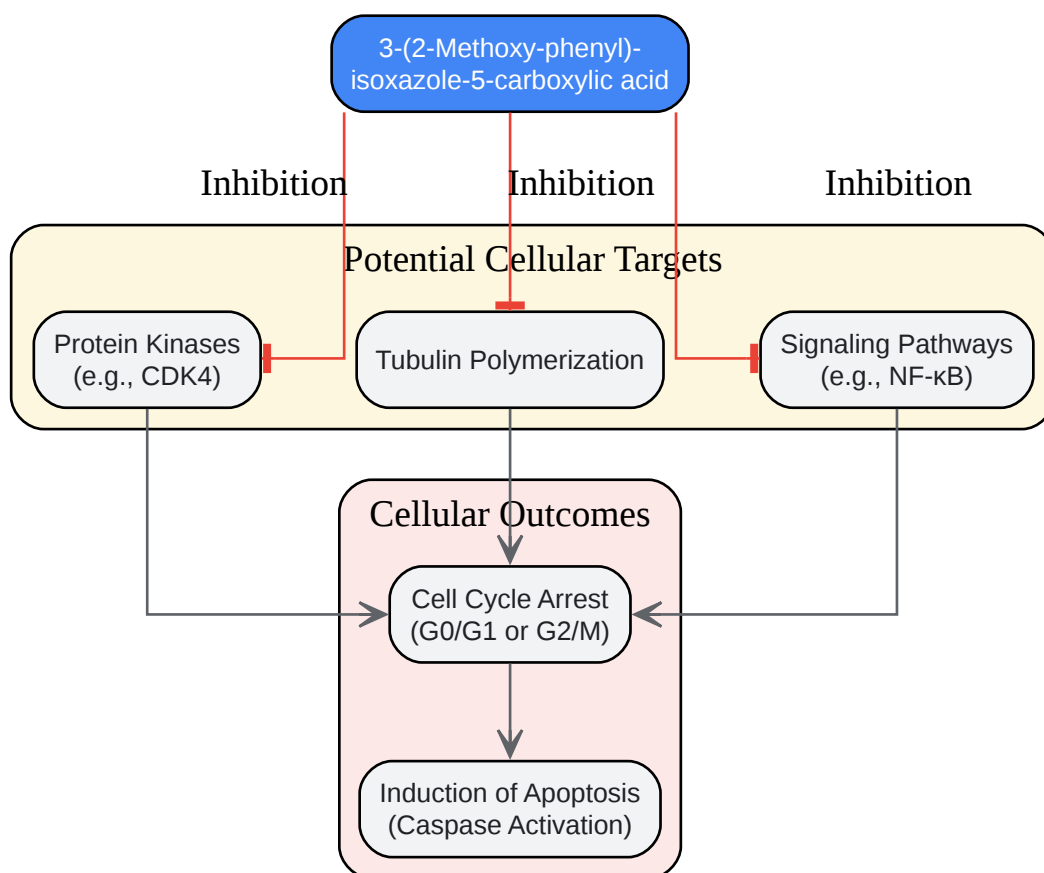 3-(2-Methoxy-phenyl)-
isoxazole-5-carboxylic acid
Inhibition
Inhibition
Inhibition
Potential Cellular Targets
Protein Kinases
(e.g., CDK4)
Tubulin Polymerization
Signaling Pathways
(e.g., NF-κB)
Cellular Outcomes
Cell Cycle Arrest
(G0/G1 or G2/M)
Induction of Apoptosis
(Caspase Activation)